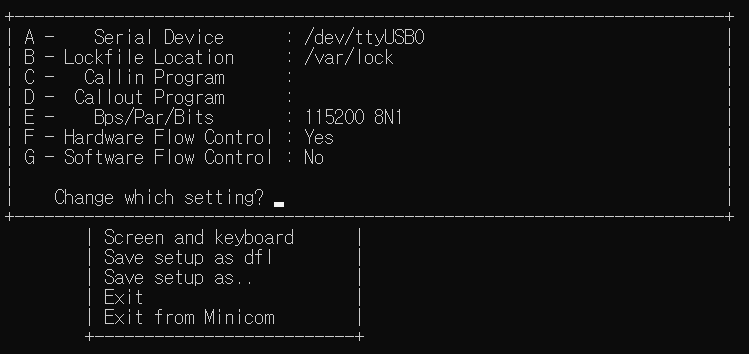 A - Serial Device : /dev/ttyUSB0
B - Lockfile Location : /var/lock
C - Callin Program :
D - Callout Program :
E - Bps/Par/Bits : 115200 8N1
F - Hardware Flow Control : Yes
G - Software Flow Control : No
Change which setting?
Screen and keyboard
Save setup as dfl
Save setup as..
Exit
Exit from Minicom